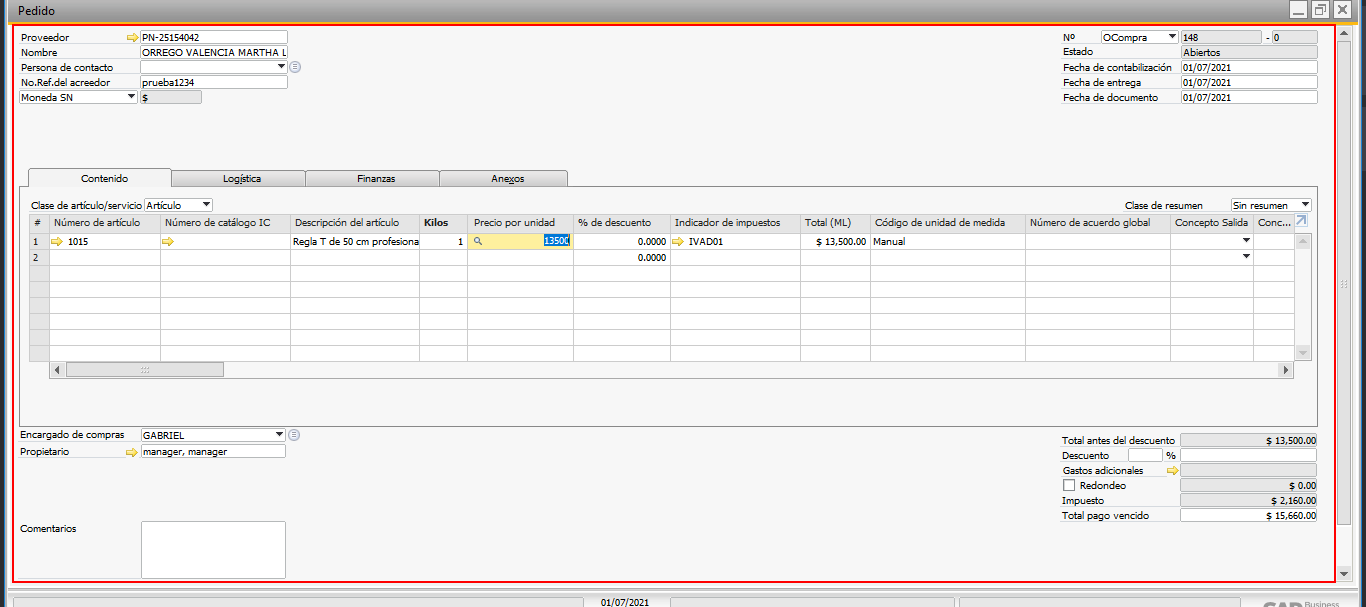 Pedido
Proveedor PN-25154042 Nº OCompra 148 - 0
Nombre ORREGO VALENCIA MARTHA L Estado Abiertos
Persona de contacto Fecha de contabilización 01/07/2021
No.Ref.del acreedor prueba1234 Fecha de entrega 01/07/2021
Moneda SN $ Fecha de documento 01/07/2021
Contenido Logística Finanzas Anexos
Clase de artículo/servicio Artículo Clase de resumen Sin resumen
# Número de artículo Número de catálogo IC Descripción del artículo Kilos Precio por unidad % de descuento Indicador de impuestos Total (ML) Código de unidad de medida Número de acuerdo global Concepto Salida Conc...
1 1015 Regla T de 50 cm profesiona 1 13500 0.0000 IVAD01 $ 13,500.00 Manual
2 0.0000
Encargado de compras GABRIEL Total antes del descuento $ 13,500.00
Propietario manager, manager Descuento %
Gastos adicionales
Redondeo $ 0.00
Impuesto $ 2,160.00
Total pago vencido $ 15,660.00
Comentarios
01/07/2021
SAP Business